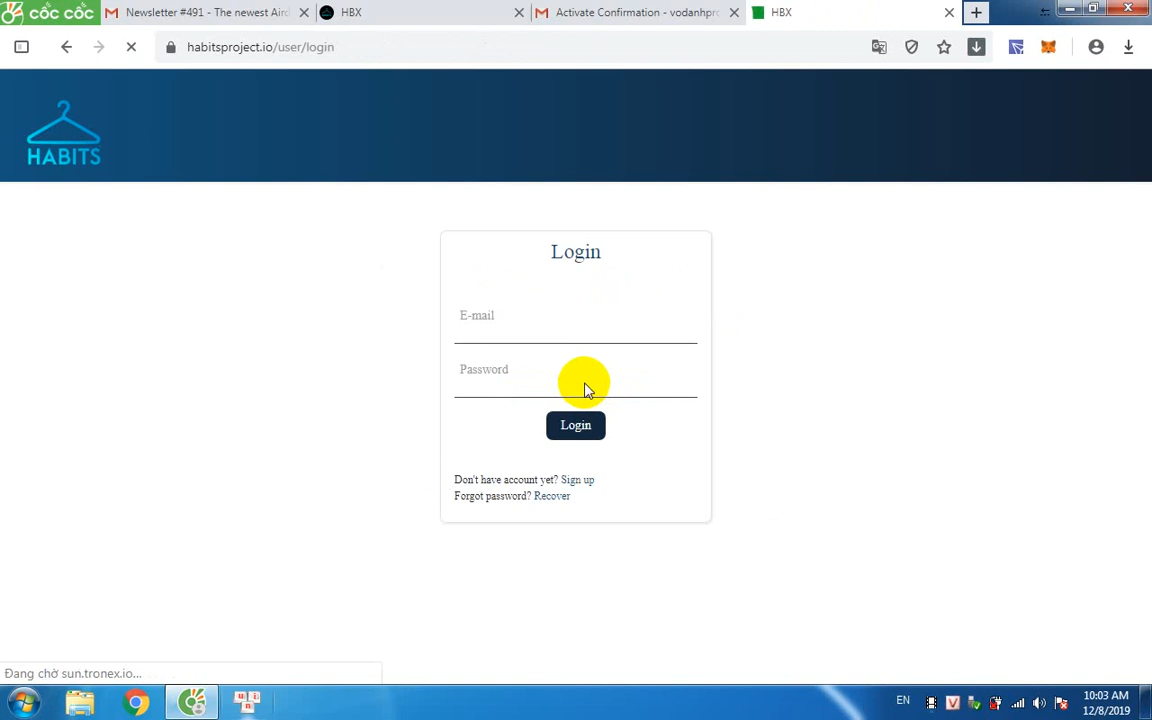 cốc cốc
Newsletter #491 - The newest Aird
HBX
Activate Confirmation - vodanhpro
HBX
habitsproject.io/user/login
HABITS
Login
E-mail
Password
Login
Don't have account yet? Sign up
Forgot password? Recover
Đang chờ sun.tronex.io...
EN
V
10:03 AM
12/8/2019